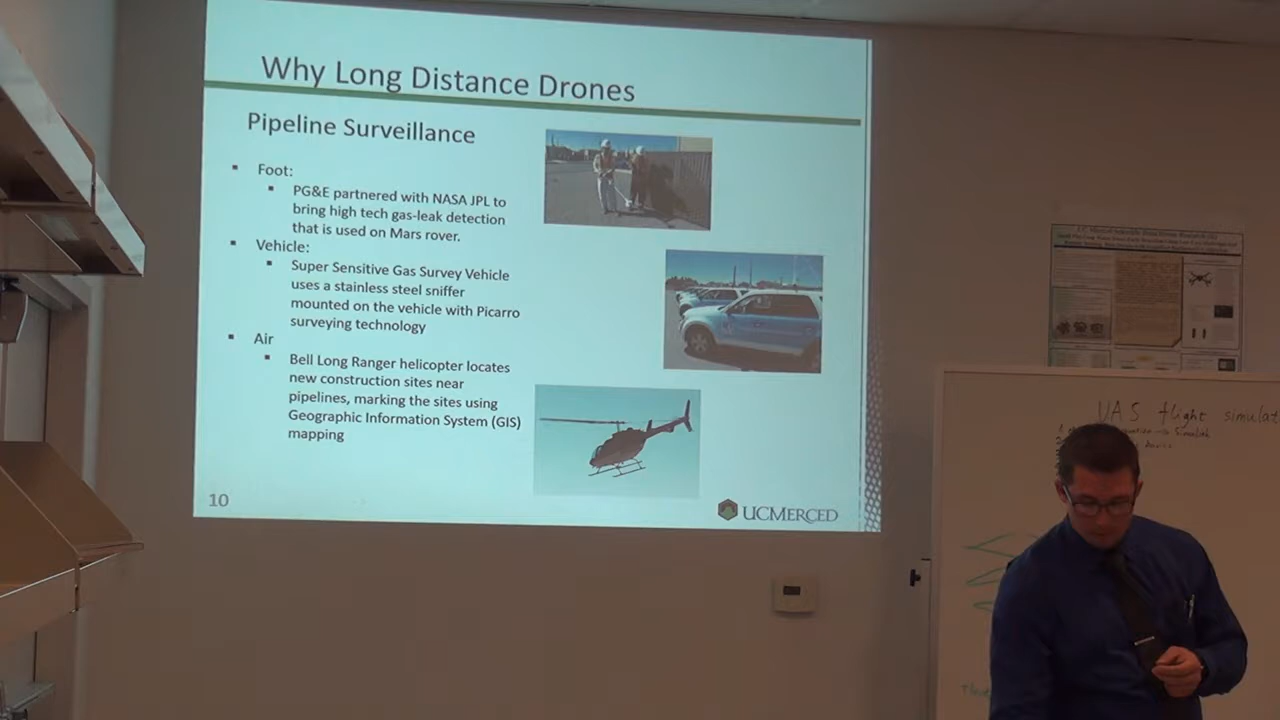 Why Long Distance Drones
Pipeline Surveillance
▪ Foot:
▪ PG&E partnered with NASA JPL to
bring high tech gas-leak detection
that is used on Mars rover.
▪ Vehicle:
▪ Super Sensitive Gas Survey Vehicle
uses a stainless steel sniffer
mounted on the vehicle with Picarro
surveying technology
▪ Air
▪ Bell Long Ranger helicopter locates
new construction sites near
pipelines, marking the sites using
Geographic Information System (GIS)
mapping
10
UCMERCED
UAS flight simulat
Simulink